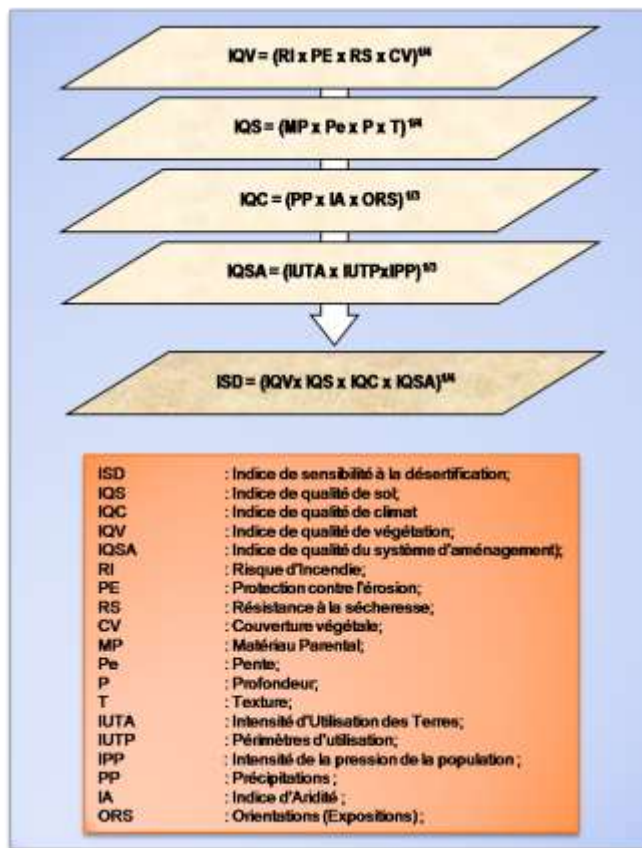 IQV = (RI x PE x RS x CV)^1/4
IQS = (MP x Pe x P x T)^1/4
IQC = (PP x IA x ORS)^1/3
IQSA = (IUTA x IUTPxIPP)^1/3
ISD = (IQVx IQS x IQC x IQSA)^1/4
ISD : Indice de sensibilité à la désertification;
IQS : Indice de qualité de sol;
IQC : Indice de qualité de climat
IQV : Indice de qualité de végétation;
IQSA : Indice de qualité du système d'aménagement);
RI : Risque d'Incendie;
PE : Protection contre l'érosion;
RS : Résistance à la sécheresse;
CV : Couverture végétale;
MP : Matériau Parental;
Pe : Pente;
P : Profondeur;
T : Texture;
IUTA : Intensité d'Utilisation des Terres;
IUTP : Périmètres d'utilisation;
IPP : Intensité de la pression de la population ;
PP : Précipitations ;
IA : Indice d'Aridité ;
ORS : Orientations (Expositions) ;